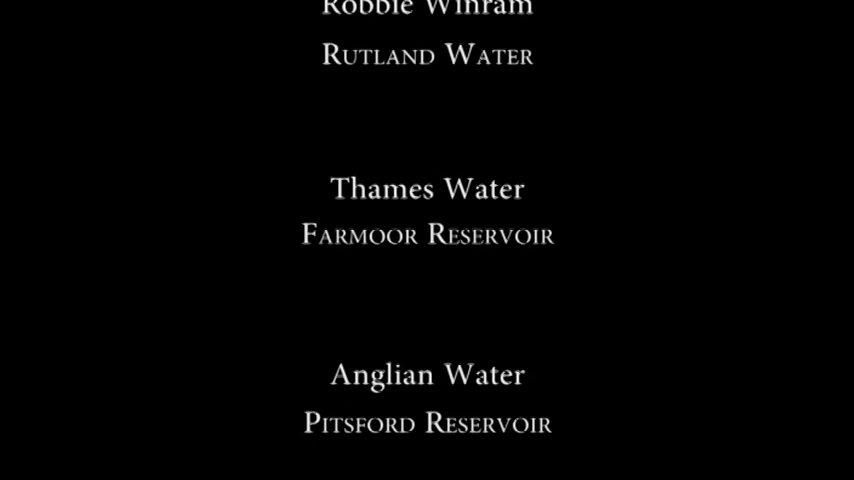 Robbie Winram
RUTLAND WATER
Thames Water
FARMOOR RESERVOIR
Anglian Water
PITSFORD RESERVOIR